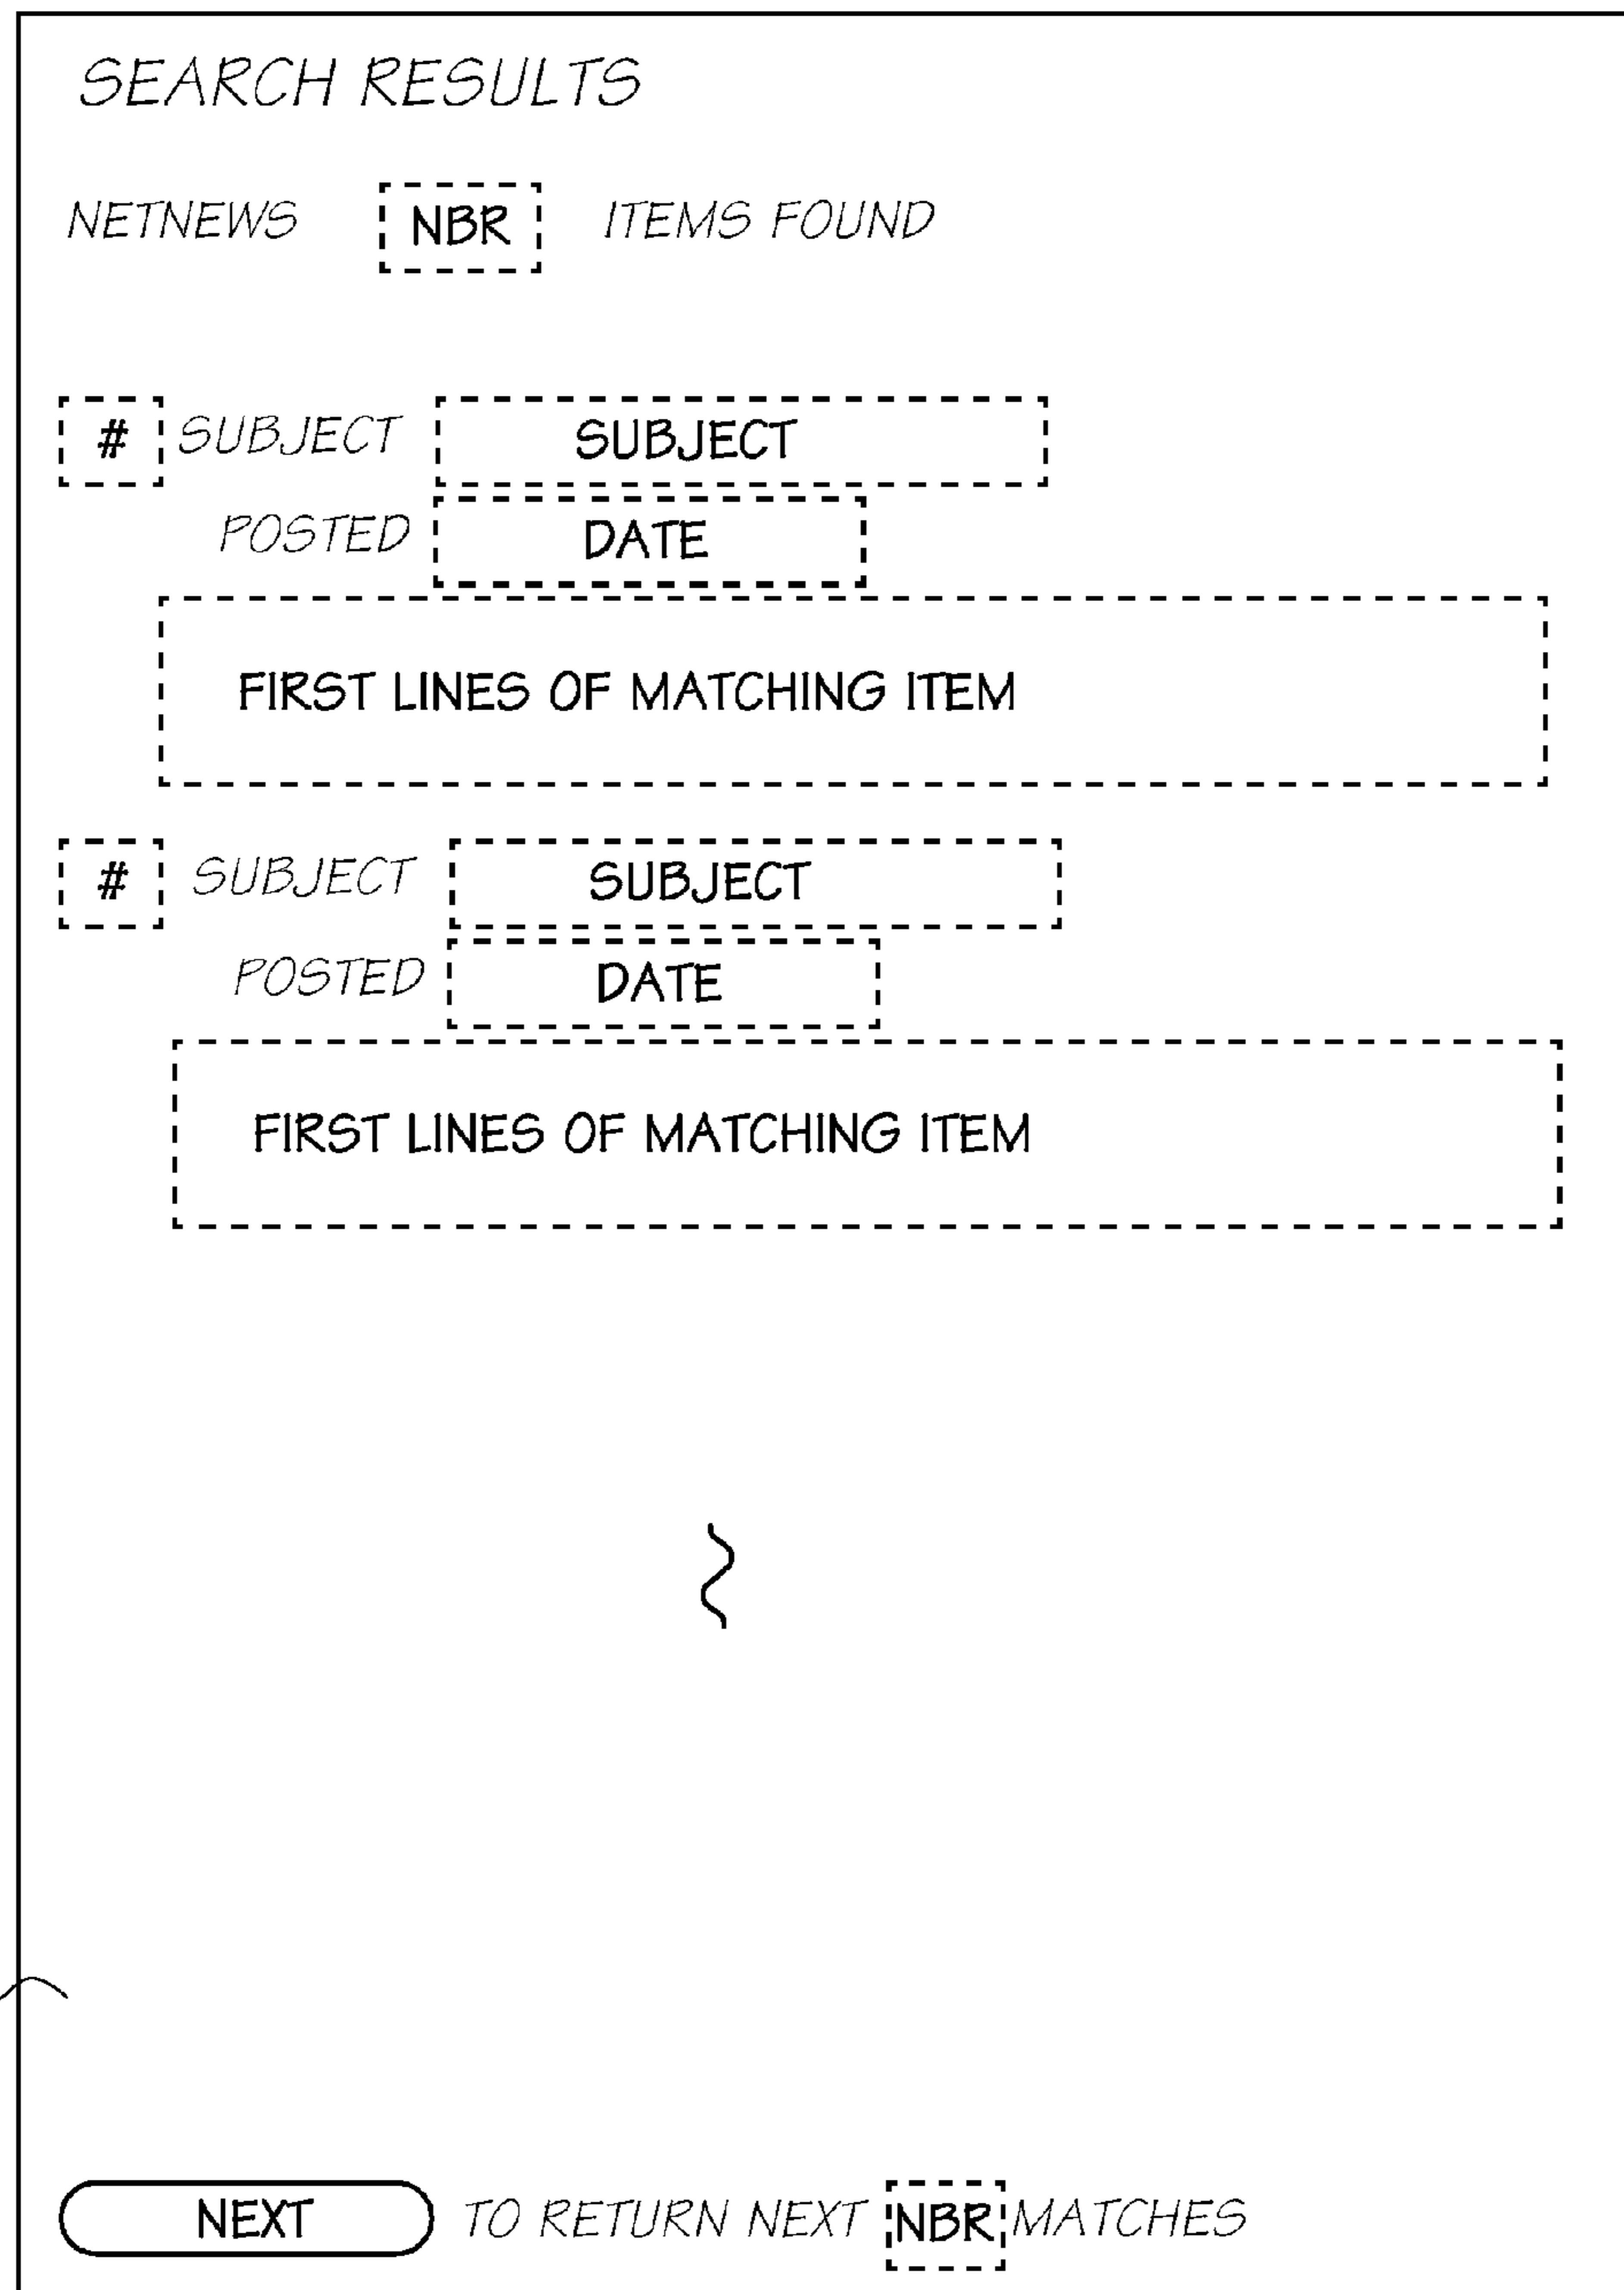 SEARCH RESULTS
NETNEWS NBR ITEMS FOUND
# SUBJECT SUBJECT
POSTED DATE
FIRST LINES OF MATCHING ITEM
# SUBJECT SUBJECT
POSTED DATE
FIRST LINES OF MATCHING ITEM
NEXT TO RETURN NEXT NBR MATCHES